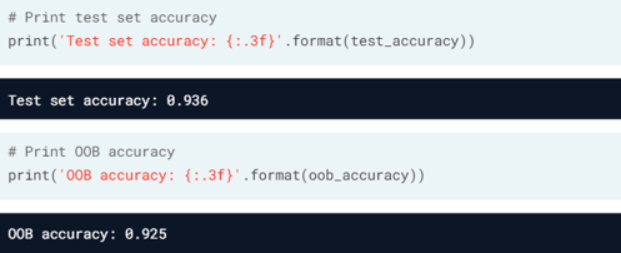 # Print test set accuracy
print('Test set accuracy: {:.3f}'.format(test_accuracy))
Test set accuracy: 0.936
# Print OOB accuracy
print('OOB accuracy: {:.3f}'.format(oob_accuracy))
OOB accuracy: 0.925